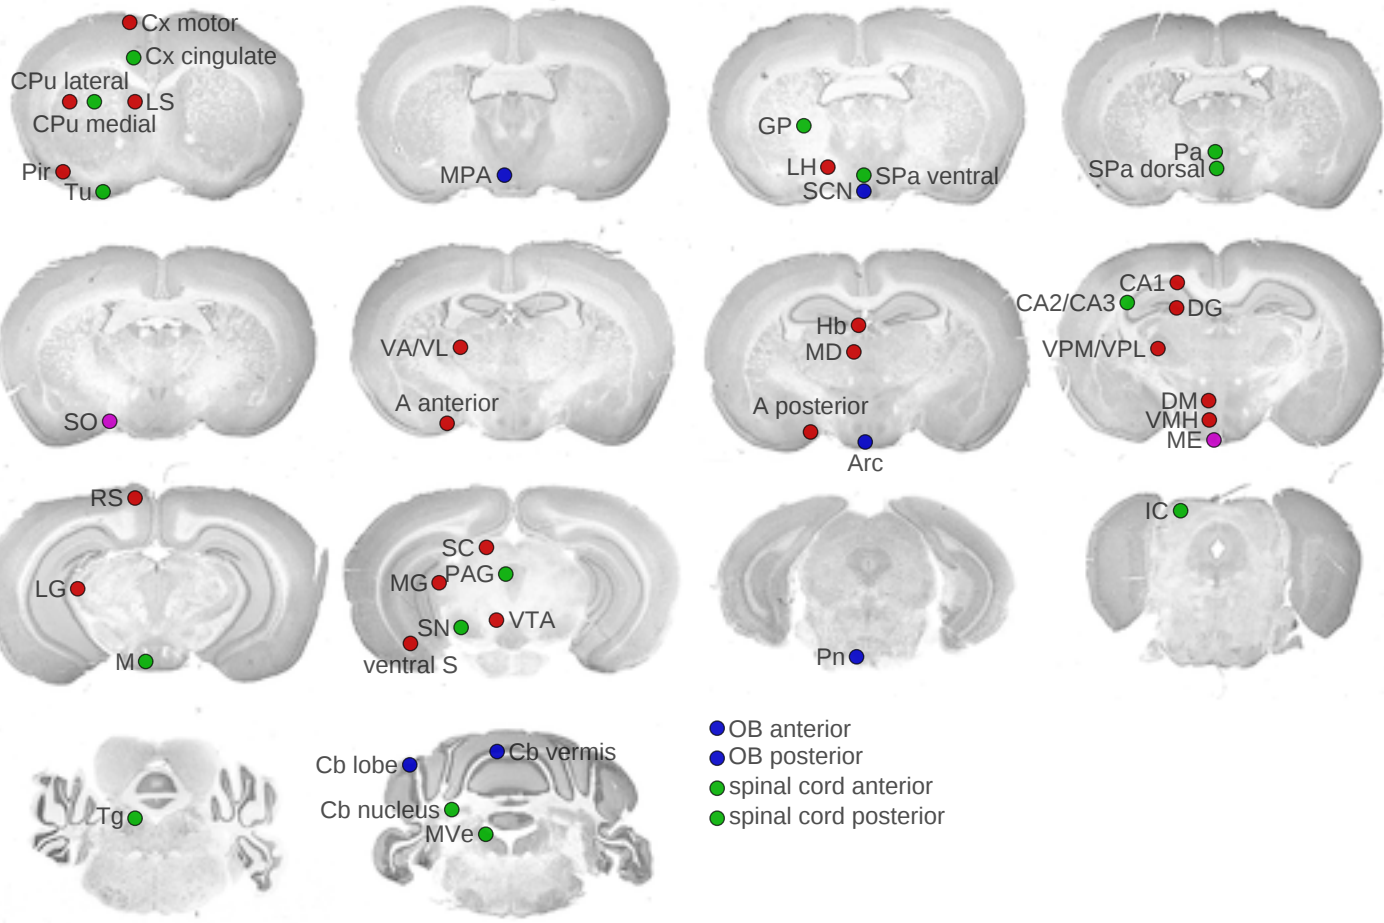 Cx motor
Cx cingulate
CPu lateral
LS
CPu medial
Pir
Tu
MPA
GP
LH
SPa ventral
SCN
Pa
SPa dorsal
SO
VA/VL
A anterior
Hb
MD
A posterior
Arc
CA1
CA2/CA3
DG
VPM/VPL
DM
VMH
ME
RS
LG
M
SC
MG
PAG
SN
VTA
ventral S
Pn
IC
Tg
Cb lobe
Cb vermis
Cb nucleus
MVe
OB anterior
OB posterior
spinal cord anterior
spinal cord posterior